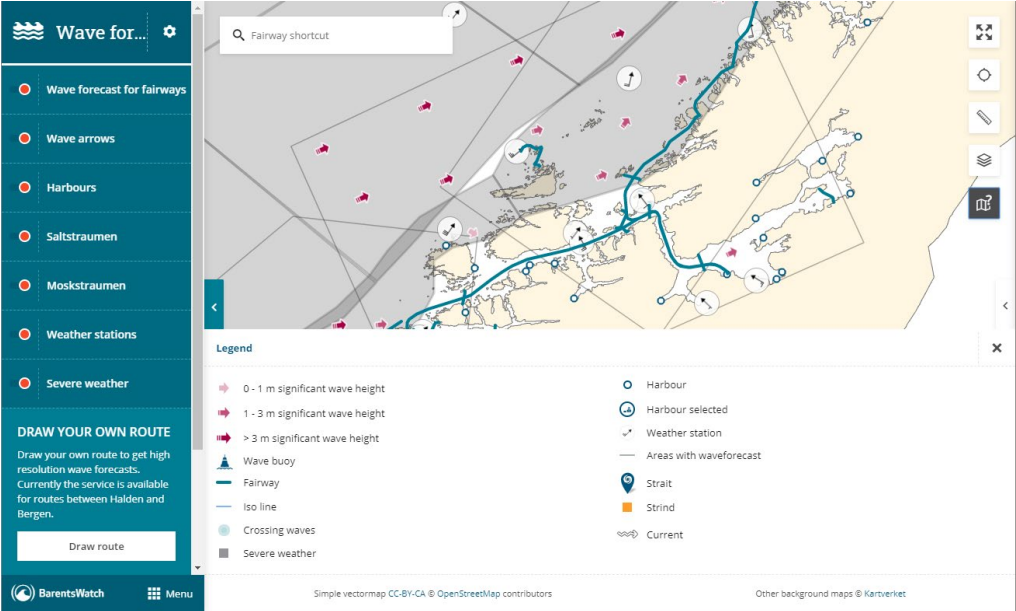 Wave for...
Fairway shortcut
Wave forecast for fairways
Wave arrows
Harbours
Saltstraumen
Moskstraumen
Weather stations
Severe weather
DRAW YOUR OWN ROUTE
Draw your own route to get high
resolution wave forecasts.
Currently the service is available
for routes between Halden and
Bergen.
Draw route
BarentsWatch
Menu
Legend
0 - 1 m significant wave height
1 - 3 m significant wave height
> 3 m significant wave height
Wave buoy
Fairway
Iso line
Crossing waves
Severe weather
Harbour
Harbour selected
Weather station
Areas with waveforecast
Strait
Strind
Current
Simple vectormap CC-BY-CA © OpenStreetMap contributors
Other background maps © Kartverket